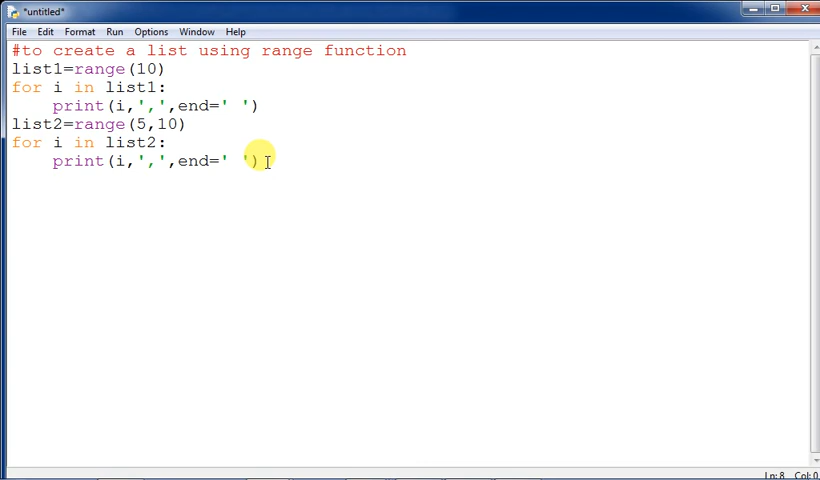 *untitled*
File Edit Format Run Options Window Help
#to create a list using range function
list1=range(10)
for i in list1:
    print(i,',',end=' ')
list2=range(5,10)
for i in list2:
    print(i,',',end=' ')
Ln:8 Col:0